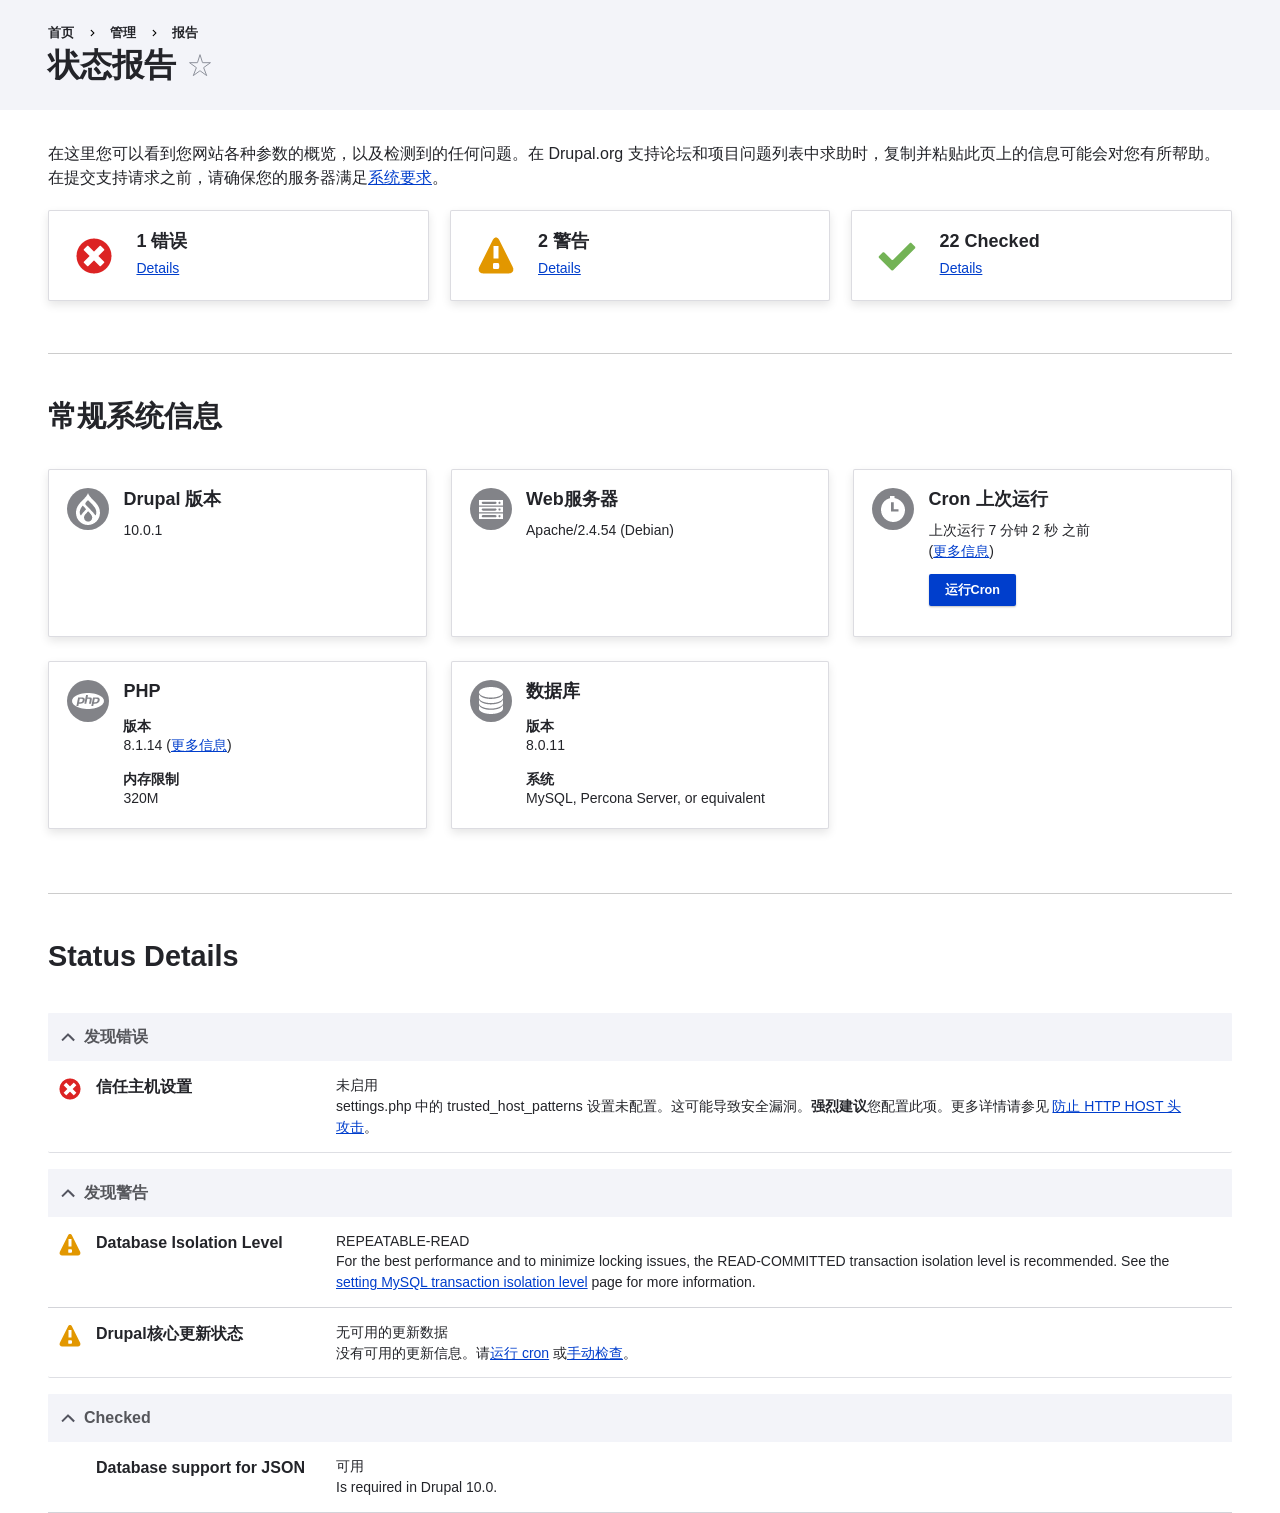 首页 › 管理 › 报告
状态报告
在这里您可以看到您网站各种参数的概览，以及检测到的任何问题。在 Drupal.org 支持论坛和项目问题列表中求助时，复制并粘贴此页上的信息可能会对您有所帮助。
在提交支持请求之前，请确保您的服务器满足系统要求。
1 错误
Details
2 警告
Details
22 Checked
Details
常规系统信息
Drupal 版本
10.0.1
Web服务器
Apache/2.4.54 (Debian)
Cron 上次运行
上次运行 7 分钟 2 秒 之前
(更多信息)
运行Cron
php
PHP
版本
8.1.14 (更多信息)
内存限制
320M
数据库
版本
8.0.11
系统
MySQL, Percona Server, or equivalent
Status Details
发现错误
信任主机设置
未启用
settings.php 中的 trusted_host_patterns 设置未配置。这可能导致安全漏洞。强烈建议您配置此项。更多详情请参见 防止 HTTP HOST 头
攻击。
发现警告
Database Isolation Level
REPEATABLE-READ
For the best performance and to minimize locking issues, the READ-COMMITTED transaction isolation level is recommended. See the
setting MySQL transaction isolation level page for more information.
Drupal核心更新状态
无可用的更新数据
没有可用的更新信息。请运行 cron 或手动检查。
Checked
Database support for JSON
可用
Is required in Drupal 10.0.